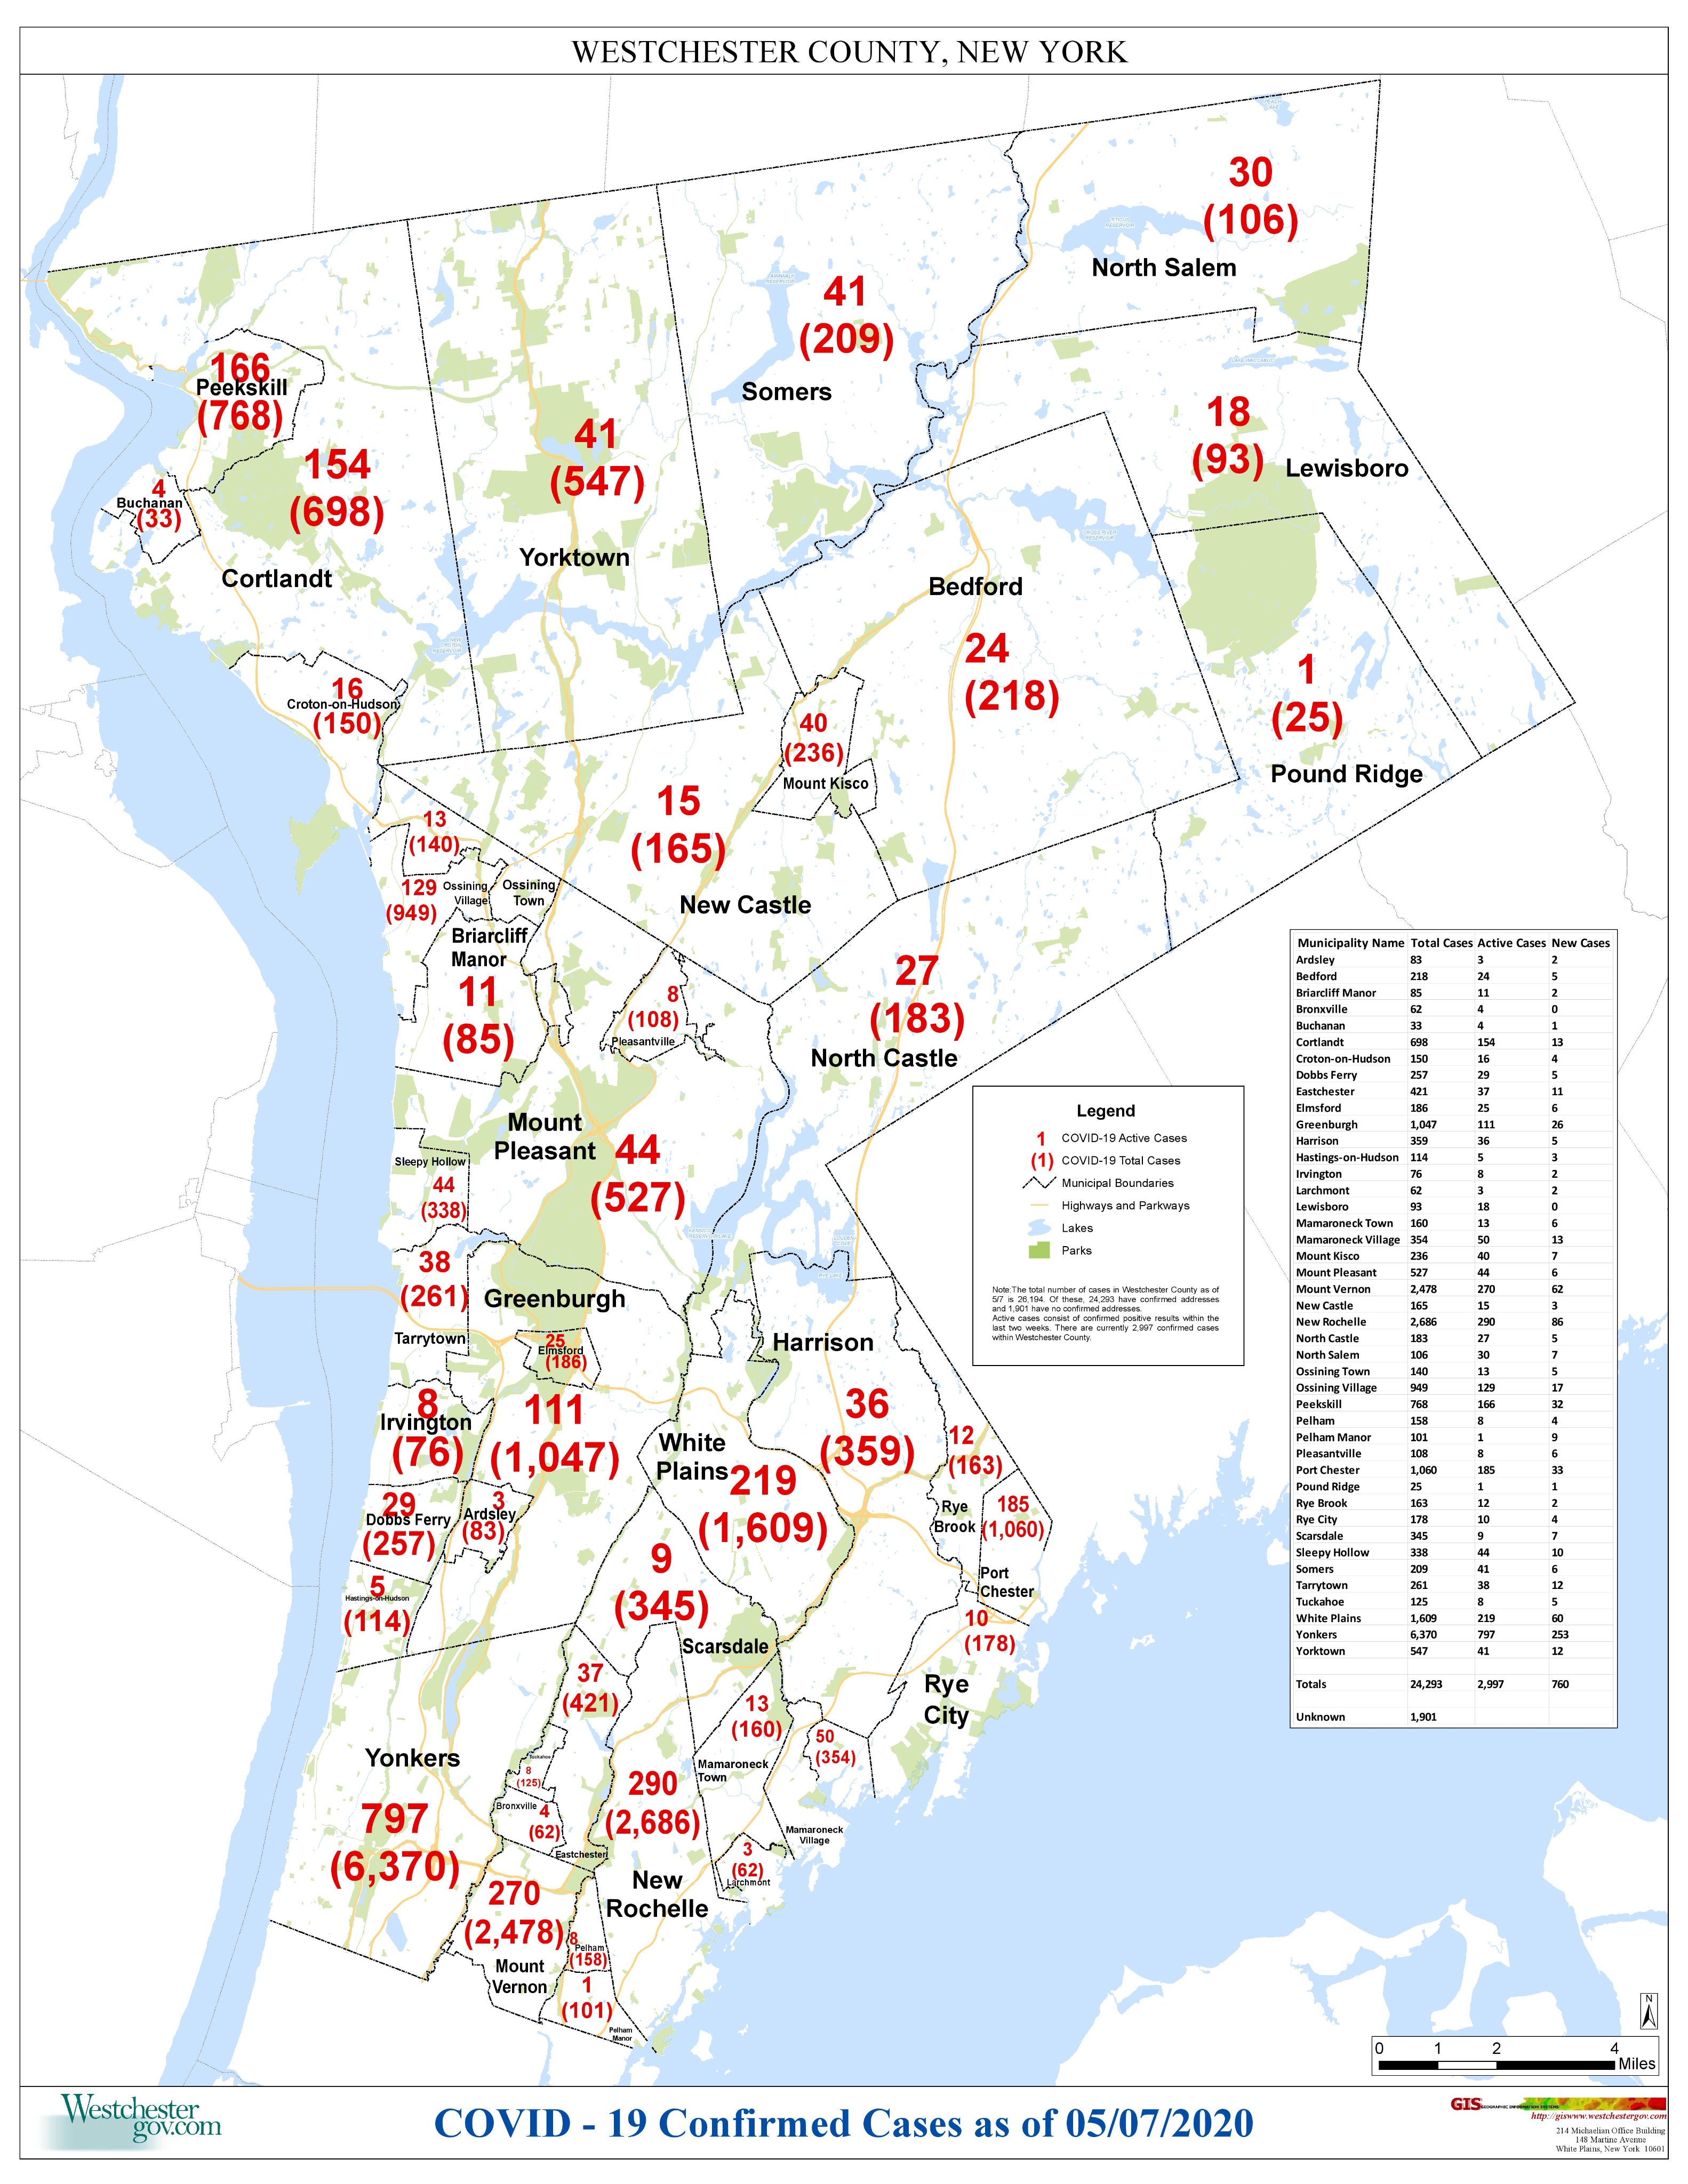 WESTCHESTER COUNTY, NEW YORK
30
(106)
North Salem
41
(209)
Somers
166
Peekskill
(768)
154
(698)
4
Buchanan
(33)
Cortlandt
41
(547)
Yorktown
18
(93)
Lewisboro
Bedford
24
(218)
1
(25)
Pound Ridge
16
Croton-on-Hudson
(150)
40
(236)
Mount Kisco
15
(165)
New Castle
13
(140)
129
(949)
Ossining
Village
Ossining
Town
Briarcliff
Manor
11
(85)
8
(108)
Pleasantville
27
(183)
North Castle
Mount
Pleasant
44
(527)
Sleepy Hollow
44
(338)
38
(261)
Tarrytown
Greenburgh
25
Elmsford
(186)
111
(1,047)
8
Irvington
(76)
29
Dobbs Ferry
(257)
3
Ardsley
(83)
5
Hastings-on-Hudson
(114)
Harrison
36
(359)
White
Plains
219
(1,609)
12
(163)
Rye
Brook
185
(1,060)
Port
Chester
10
(178)
Rye
City
9
(345)
Scarsdale
37
(421)
13
(160)
Mamaroneck
Town
50
(354)
Mamaroneck
Village
Yonkers
797
(6,370)
Tuckahoe
8
(125)
Bronxville
4
(62)
Eastchester
290
(2,686)
New
Rochelle
3
(62)
Larchmont
270
(2,478)
Mount
Vernon
8
Pelham
(158)
1
(101)
Pelham
Manor
Legend
1 COVID-19 Active Cases
(1) COVID-19 Total Cases
Municipal Boundaries
Highways and Parkways
Lakes
Parks
Note:The total number of cases in Westchester County as of
5/7 is 26,194. Of these, 24,293 have confirmed addresses
and 1,901 have no confirmed addresses.
Active cases consist of confirmed positive results within the
last two weeks. There are currently 2,997 confirmed cases
within Westchester County.
Municipality Name Total Cases Active Cases New Cases
Ardsley 83 3 2
Bedford 218 24 5
Briarcliff Manor 85 11 2
Bronxville 62 4 0
Buchanan 33 4 1
Cortlandt 698 154 13
Croton-on-Hudson 150 16 4
Dobbs Ferry 257 29 5
Eastchester 421 37 11
Elmsford 186 25 6
Greenburgh 1,047 111 26
Harrison 359 36 5
Hastings-on-Hudson 114 5 3
Irvington 76 8 2
Larchmont 62 3 2
Lewisboro 93 18 0
Mamaroneck Town 160 13 6
Mamaroneck Village 354 50 13
Mount Kisco 236 40 7
Mount Pleasant 527 44 6
Mount Vernon 2,478 270 62
New Castle 165 15 3
New Rochelle 2,686 290 86
North Castle 183 27 5
North Salem 106 30 7
Ossining Town 140 13 5
Ossining Village 949 129 17
Peekskill 768 166 32
Pelham 158 8 4
Pelham Manor 101 1 9
Pleasantville 108 8 6
Port Chester 1,060 185 33
Pound Ridge 25 1 1
Rye Brook 163 12 2
Rye City 178 10 4
Scarsdale 345 9 7
Sleepy Hollow 338 44 10
Somers 209 41 6
Tarrytown 261 38 12
Tuckahoe 125 8 5
White Plains 1,609 219 60
Yonkers 6,370 797 253
Yorktown 547 41 12
Totals 24,293 2,997 760
Unknown 1,901
N
0 1 2 4
Miles
Westchester
gov.com
COVID - 19 Confirmed Cases as of 05/07/2020
GIS GEOGRAPHIC INFORMATION SYSTEMS
http://giswww.westchestergov.com
214 Michaelian Office Building
148 Martine Avenue
White Plains, New York 10601